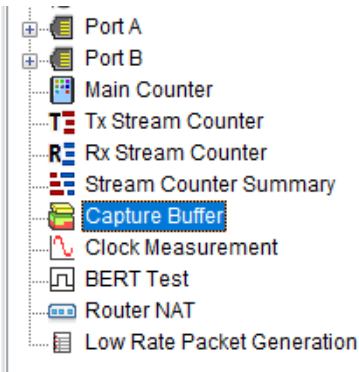 Port A
Port B
Main Counter
Tx Stream Counter
Rx Stream Counter
Stream Counter Summary
Capture Buffer
Clock Measurement
BERT Test
Router NAT
Low Rate Packet Generation